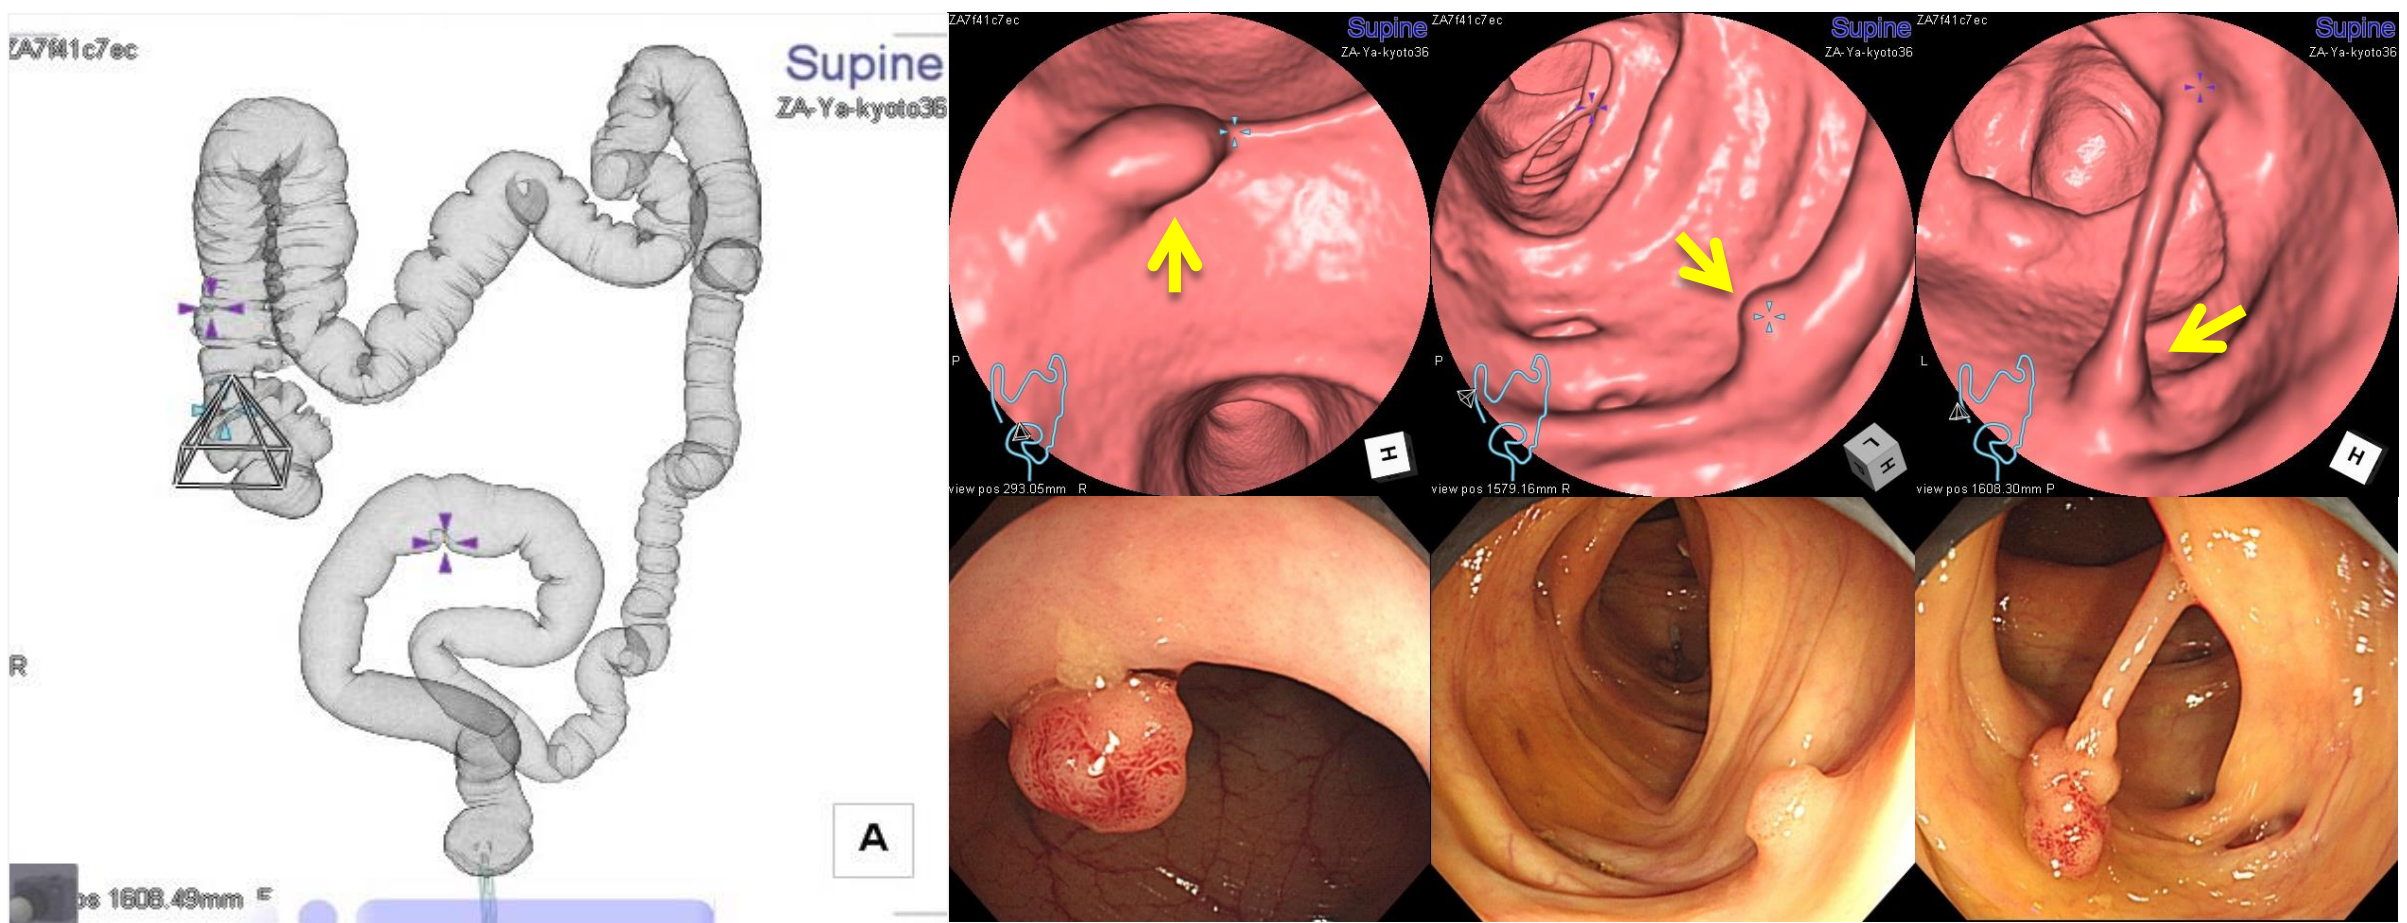 ZA7f41c7ec
Supine
ZA-Ya-kyoto36
R
A
pos 1608.49mm
ZA7f41c7ec
Supine
ZA-Ya-kyoto36
P
H
view pos 293.05mm R
ZA7f41c7ec
Supine
ZA-Ya-kyoto36
P
L
H
view pos 1579.16mm R
ZA7f41c7ec
Supine
ZA-Ya-kyoto36
L
H
view pos 1608.30mm P